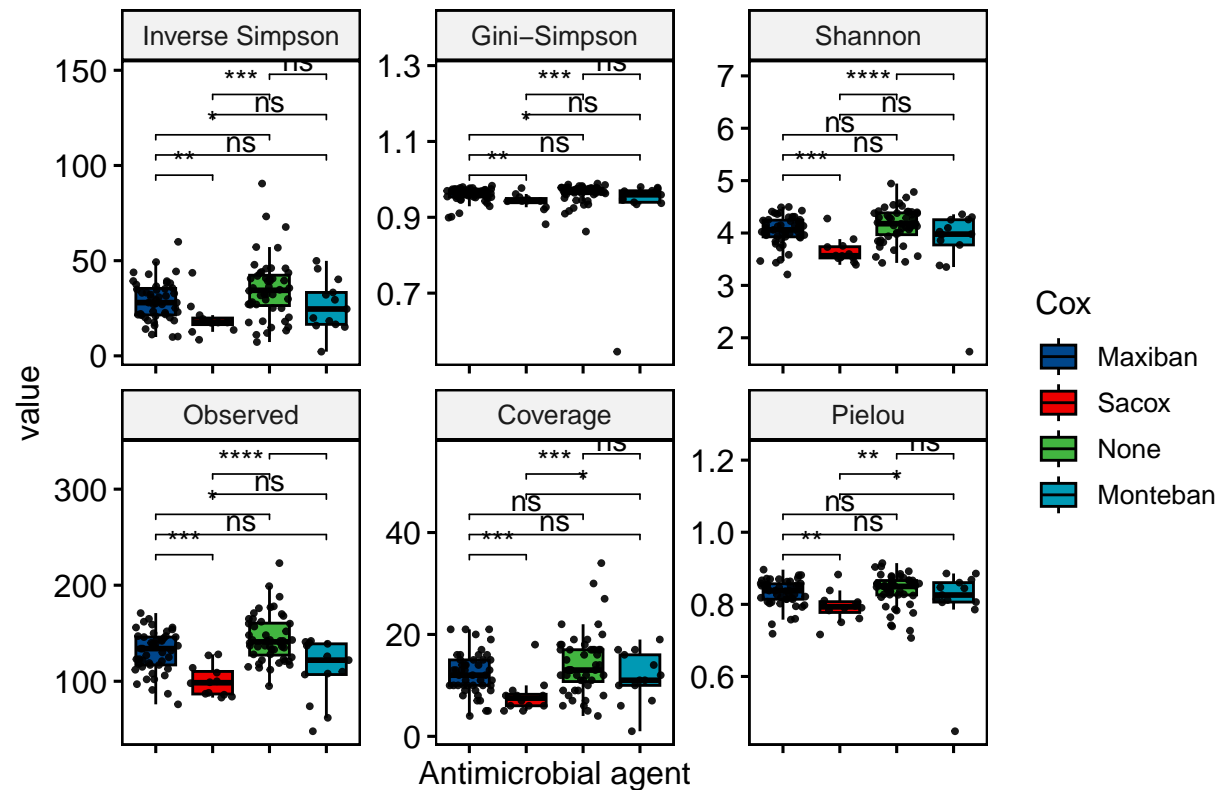 Inverse Simpson
Gini−Simpson
Shannon
150
100
50
0
ns
***
ns
*
ns
**
1.3
1.1
0.9
0.7
ns
***
ns
*
ns
**
7
6
5
4
3
2
****
ns
ns
ns
***
value
Observed
Coverage
Pielou
300
200
100
****
ns
*
ns
***
40
20
0
ns
***
*
ns
ns
***
1.2
1.0
0.8
0.6
ns
**
*
ns
ns
**
Antimicrobial agent
Cox
Maxiban
Sacox
None
Monteban